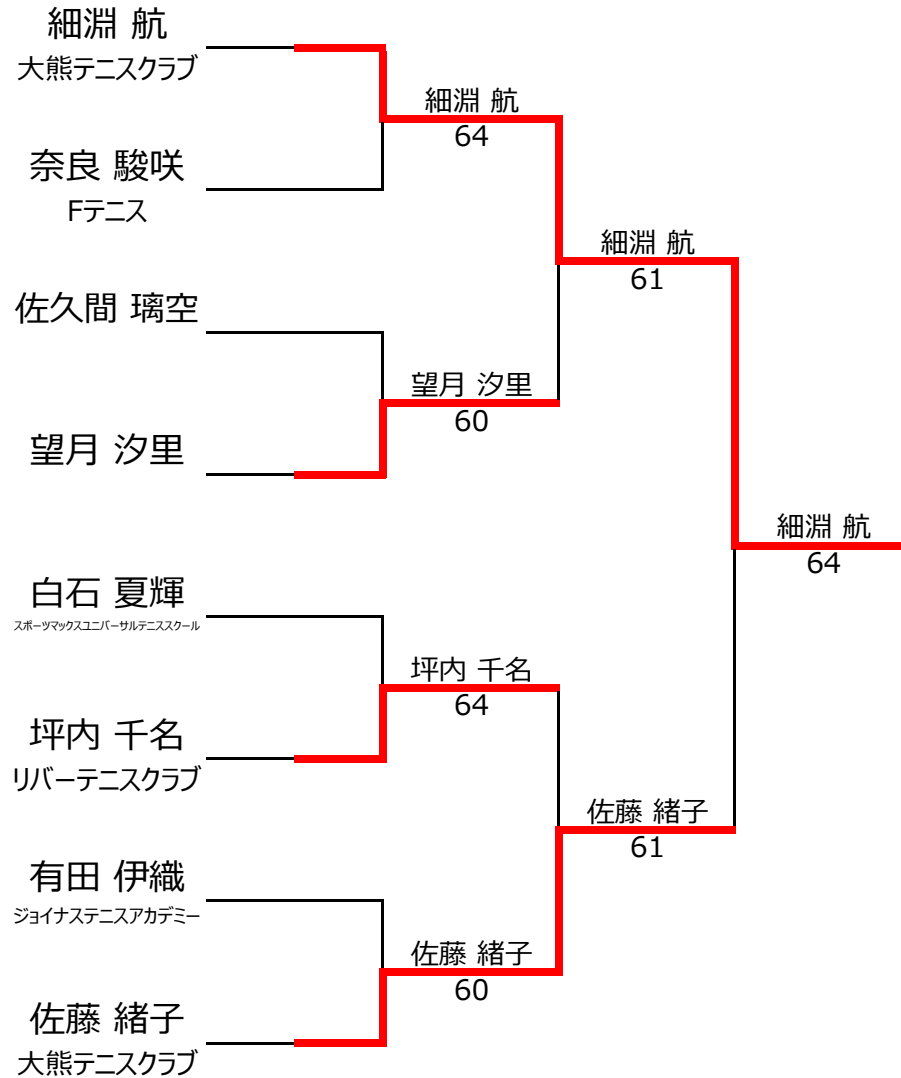 細淵 航
大熊テニスクラブ
細淵 航
64
奈良 駿咲
Fテニス
細淵 航
61
佐久間 璃空
望月 汐里
60
望月 汐里
細淵 航
64
白石 夏輝
スポーツマックスユニバーサルテニススクール
坪内 千名
64
坪内 千名
リバーテニスクラブ
佐藤 緒子
61
有田 伊織
ジョイナステニスアカデミー
佐藤 緒子
60
佐藤 緒子
大熊テニスクラブ